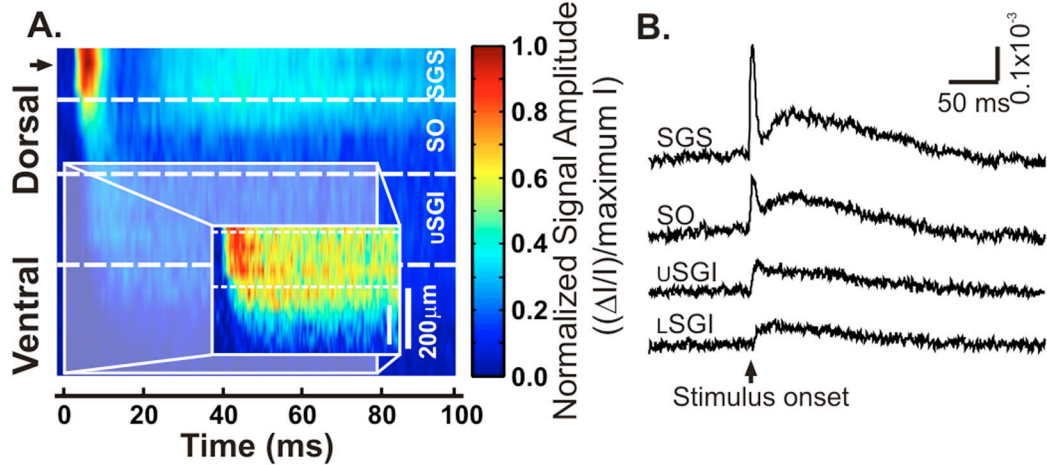 A.
Dorsal
Ventral
SGS
SO
USGI
200μm
0 20 40 60 80 100
Time (ms)
1.0
0.8
0.6
0.4
0.2
0.0
Normalized Signal Amplitude
((ΔI/I)/maximum I)
B.
0.1x10-3
50 ms
SGS
SO
USGI
LSGI
Stimulus onset